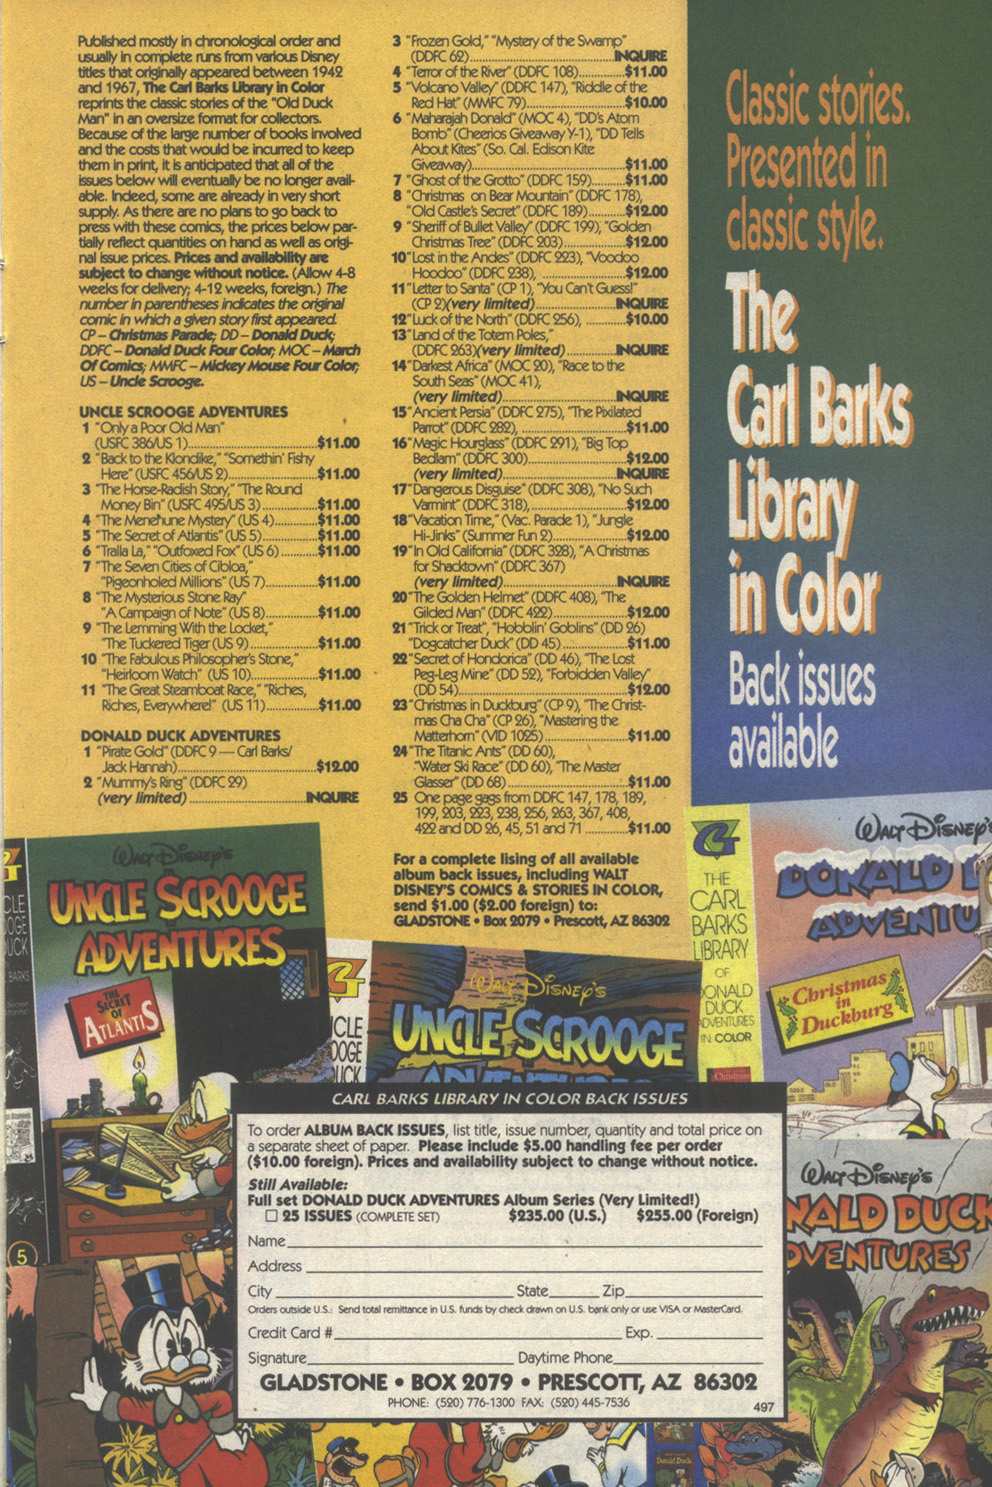 Published mostly in chronological order and
usually in complete runs from various Disney
titles that originally appeared between 1942
and 1967, The Carl Barks Library in Color
reprints the classic stories of the "Old Duck
Man" in an oversize format for collectors.
Because of the large number of books involved
and the costs that would be incurred to keep
them in print, it is anticipated that all of the
issues below will eventually be no longer avail-
able. Indeed, some are already in very short
supply. As there are no plans to go back to
press with these comics, the prices below par-
tially reflect quantities on hand as well as origi-
nal issue prices. Prices and availability are
subject to change without notice. (Allow 4-8
weeks for delivery; 4-12 weeks, foreign.) The
number in parentheses indicates the original
comic in which a given story first appeared.
CP – Christmas Parade; DD – Donald Duck;
DDFC – Donald Duck Four Color; MOC – March
Of Comics; MMFC – Mickey Mouse Four Color;
US – Uncle Scrooge.
UNCLE SCROOGE ADVENTURES
1 "Only a Poor Old Man"
(USFC 386/US 1)......$11.00
2 "Back to the Klondike," "Somethin' Fishy
Here" (USFC 456/US 2)......$11.00
3 "The Horse-Radish Story," "The Round
Money Bin" (USFC 495/US 3)......$11.00
4 "The Menehune Mystery" (US 4)......$11.00
5 "The Secret of Atlantis" (US 5)......$11.00
6 "Tralla La," "Outfoxed Fox" (US 6)......$11.00
7 "The Seven Cities of Cibloa,"
"Pigeonholed Millions" (US 7)......$11.00
8 "The Mysterious Stone Ray"
"A Campaign of Note" (US 8)......$11.00
9 "The Lemming With the Locket,"
"The Tuckered Tiger (US 9)......$11.00
10 "The Fabulous Philosopher's Stone,"
"Heirloom Watch" (US 10)......$11.00
11 "The Great Steamboat Race," "Riches,
Riches, Everywhere!" (US 11)......$11.00
DONALD DUCK ADVENTURES
1 "Pirate Gold" (DDFC 9 — Carl Barks/
Jack Hannah)......$12.00
2 "Mummy's Ring" (DDFC 29)
(very limited)......INQUIRE
3 "Frozen Gold," "Mystery of the Swamp"
(DDFC 62)......INQUIRE
4 "Terror of the River" (DDFC 108)......$11.00
5 "Volcano Valley" (DDFC 147), "Riddle of the
Red Hat" (MMFC 79)......$10.00
6 "Maharajah Donald" (MOC 4), "DD's Atom
Bomb" (Cheerios Giveaway Y-1), "DD Tells
About Kites" (So. Cal. Edison Kite
Giveaway)......$11.00
7 "Ghost of the Grotto" (DDFC 159)......$11.00
8 "Christmas on Bear Mountain" (DDFC 178),
"Old Castle's Secret" (DDFC 189)......$12.00
9 "Sheriff of Bullet Valley" (DDFC 199), "Golden
Christmas Tree" (DDFC 203)......$12.00
10 "Lost in the Andes" (DDFC 223), "Voodoo
Hoodoo" (DDFC 238), ......$12.00
11 "Letter to Santa" (CP 1), "You Can't Guess!"
(CP 2)(very limited)......INQUIRE
12 "Luck of the North" (DDFC 256), ......$10.00
13 "Land of the Totem Poles,"
(DDFC 263)(very limited)......INQUIRE
14 "Darkest Africa" (MOC 20), "Race to the
South Seas" (MOC 41),
(very limited)......INQUIRE
15 "Ancient Persia" (DDFC 275), "The Pixilated
Parrot" (DDFC 282), ......$11.00
16 "Magic Hourglass" (DDFC 291), "Big Top
Bedlam" (DDFC 300)......$12.00
(very limited)......INQUIRE
17 "Dangerous Disguise" (DDFC 308), "No Such
Varmint" (DDFC 318),......$12.00
18 "Vacation Time," (Vac. Parade 1), "Jungle
Hi-Jinks" (Summer Fun 2)......$12.00
19 "In Old California" (DDFC 328), "A Christmas
for Shacktown" (DDFC 367)
(very limited)......INQUIRE
20 "The Golden Helmet" (DDFC 408), "The
Gilded Man" (DDFC 422)......$12.00
21 "Trick or Treat", "Hobblin' Goblins" (DD 26)
"Dogcatcher Duck" (DD 45)......$11.00
22 "Secret of Hondorica" (DD 46), "The Lost
Peg-Leg Mine" (DD 52), "Forbidden Valley"
(DD 54)......$12.00
23 "Christmas in Duckburg" (CP 9), "The Christ-
mas Cha Cha" (CP 26), "Mastering the
Matterhorn" (VID 1025)......$11.00
24 "The Titanic Ants" (DD 60),
"Water Ski Race" (DD 60), "The Master
Glasser" (DD 68)......$11.00
25 One page gags from DDFC 147, 178, 189,
199, 203, 223, 238, 256, 263, 367, 408,
422 and DD 26, 45, 51 and 71 ......$11.00
For a complete lising of all available
album back issues, including WALT
DISNEY'S COMICS & STORIES IN COLOR,
send $1.00 ($2.00 foreign) to:
GLADSTONE • Box 2079 • Prescott, AZ 86302
Classic stories.
Presented in
classic style.
The
Carl Barks
Library
in Color
Back issues
available
WALT DISNEY'S
UNCLE SCROOGE
ADVENTURES
THE SECRET OF ATLANTIS
5
WALT DISNEY'S
UNCLE SCROOGE
ADVENTURES
THE
CARL
BARKS
LIBRARY
OF
DONALD
DUCK
ADVENTURES
IN COLOR
Christmas
WALT DISNEY'S
DONALD D
ADVENTU
Christmas
in
Duckburg
WALT DISNEY'S
NALD DUCK
DVENTURES
Donald Duck
CARL BARKS LIBRARY IN COLOR BACK ISSUES
To order ALBUM BACK ISSUES, list title, issue number, quantity and total price on
a separate sheet of paper. Please include $5.00 handling fee per order
($10.00 foreign). Prices and availability subject to change without notice.
Still Available:
Full set DONALD DUCK ADVENTURES Album Series (Very Limited!)
☐ 25 ISSUES (COMPLETE SET) $235.00 (U.S.) $255.00 (Foreign)
Name
Address
City State Zip
Orders outside U.S.: Send total remittance in U.S. funds by check drawn on U.S. bank only or use VISA or MasterCard.
Credit Card # Exp.
Signature Daytime Phone
GLADSTONE • BOX 2079 • PRESCOTT, AZ 86302
PHONE: (520) 776-1300 FAX: (520) 445-7536
497